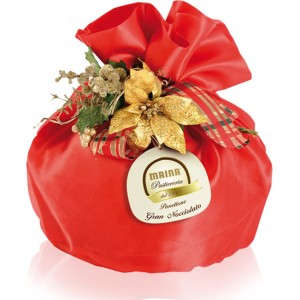 MAINA
Pasticceria
Panettone
Gran Nocciolato